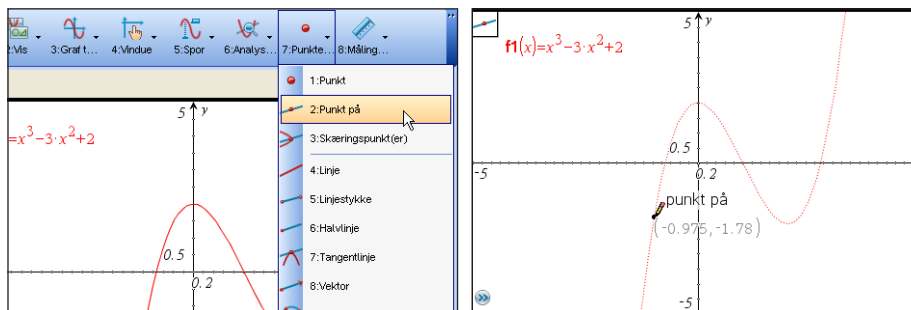 2:Vis 3:Graf t... 4:Vindue 5:Spor 6:Analys... 7:Punkte... 8:Måling...
1:Punkt
2:Punkt på
3:Skæringspunkt(er)
4:Linje
5:Linjestykke
6:Halvlinje
7:Tangentlinje
8:Vektor
5 y
=x³-3·x²+2
0.5
0.2
5 y
f1(x)=x³-3·x²+2
0.5
-5 0.2
punkt på
(-0.975,-1.78)
-5